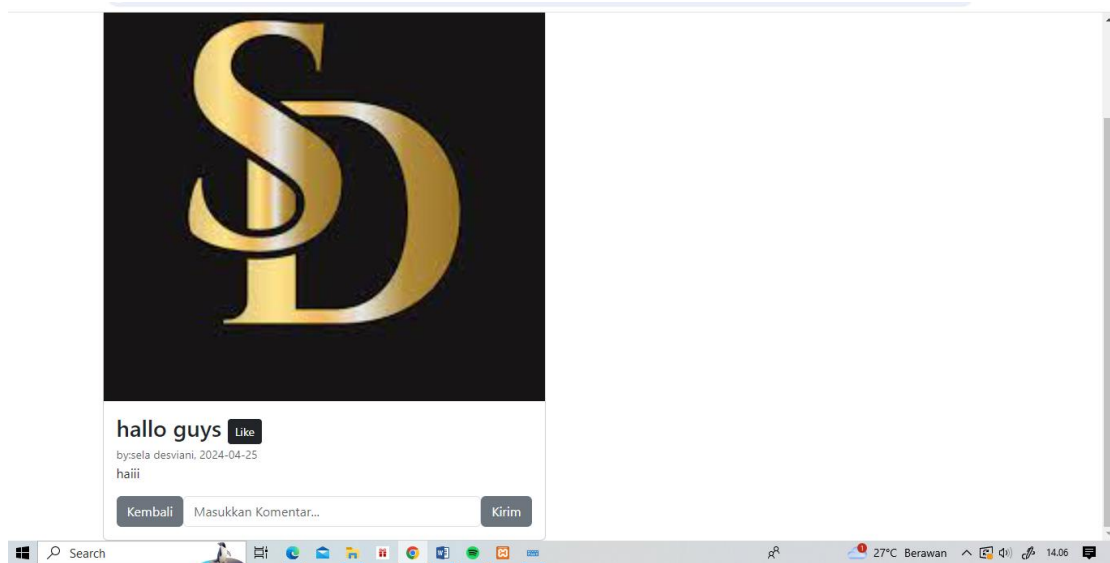 SD
hallo guys Like
by:sela desviani, 2024-04-25
haiii
Kembali Masukkan Komentar... Kirim
Search 27°C Berawan 14.06